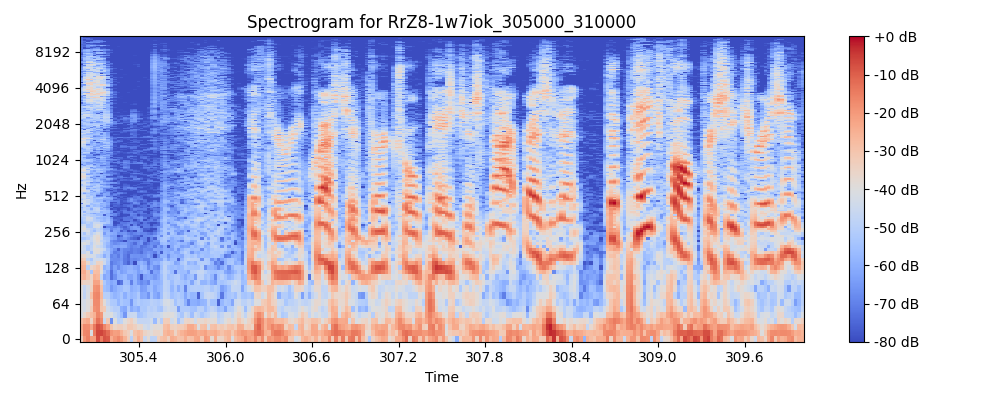 Spectrogram for RrZ8-1w7iok_305000_310000
Hz
8192
4096
2048
1024
512
256
128
64
0
305.4 306.0 306.6 307.2 307.8 308.4 309.0 309.6
Time
+0 dB
-10 dB
-20 dB
-30 dB
-40 dB
-50 dB
-60 dB
-70 dB
-80 dB